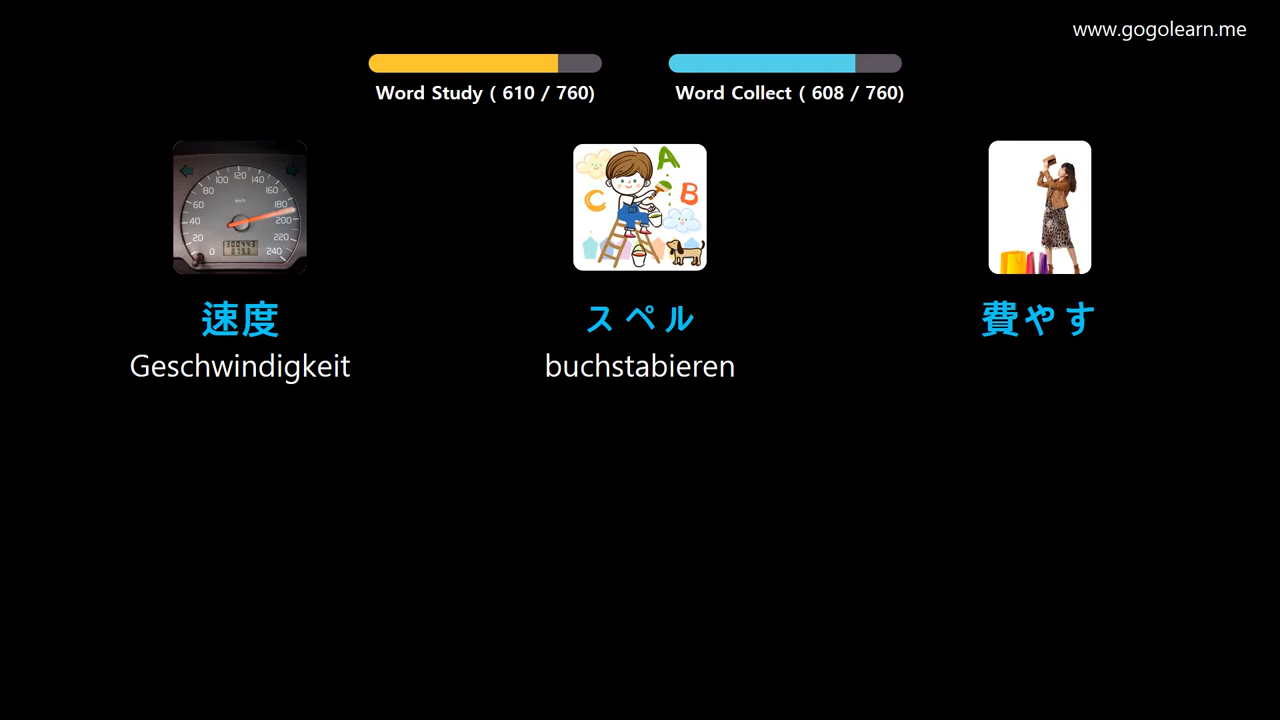 www.gogolearn.me
Word Study ( 610 / 760)
Word Collect ( 608 / 760)
速度
スペル
費やす
Geschwindigkeit
buchstabieren